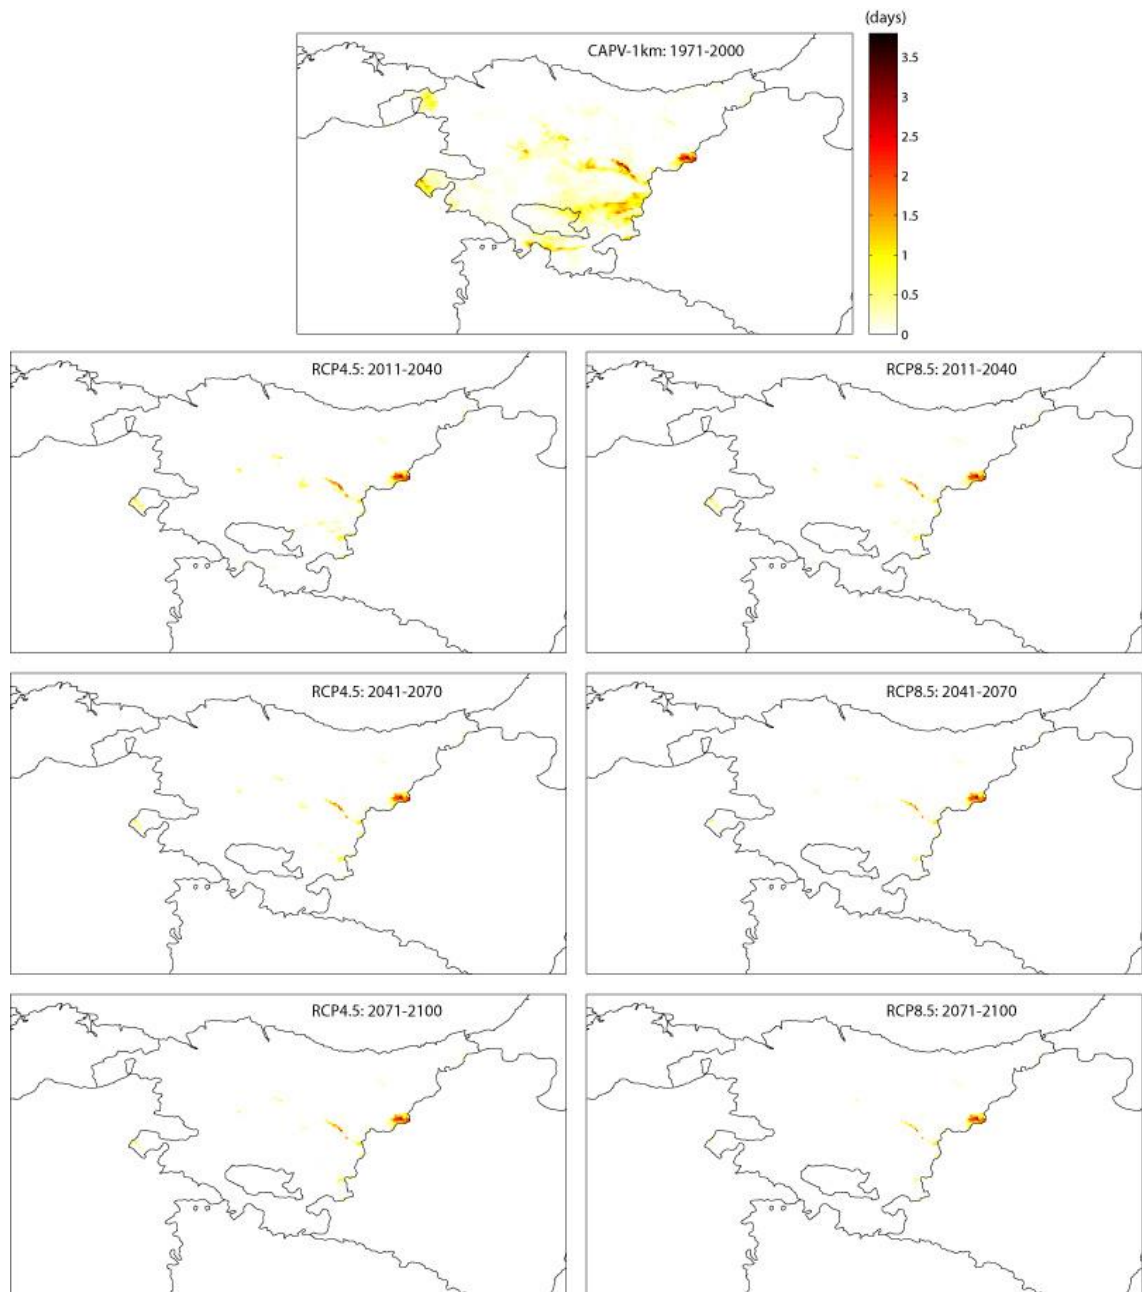 (days)
CAPV-1km: 1971-2000
3.5
3
2.5
2
1.5
1
0.5
0
RCP4.5: 2011-2040
RCP8.5: 2011-2040
RCP4.5: 2041-2070
RCP8.5: 2041-2070
RCP4.5: 2071-2100
RCP8.5: 2071-2100